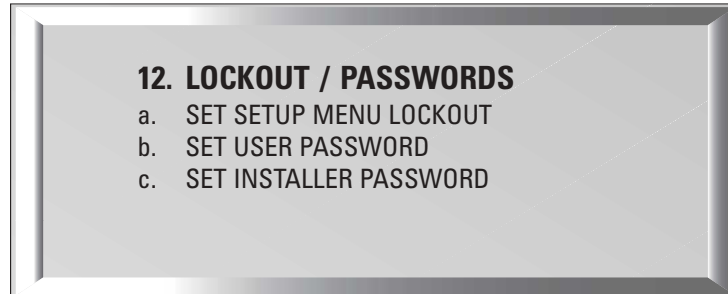 12. LOCKOUT / PASSWORDS
a. SET SETUP MENU LOCKOUT
b. SET USER PASSWORD
c. SET INSTALLER PASSWORD